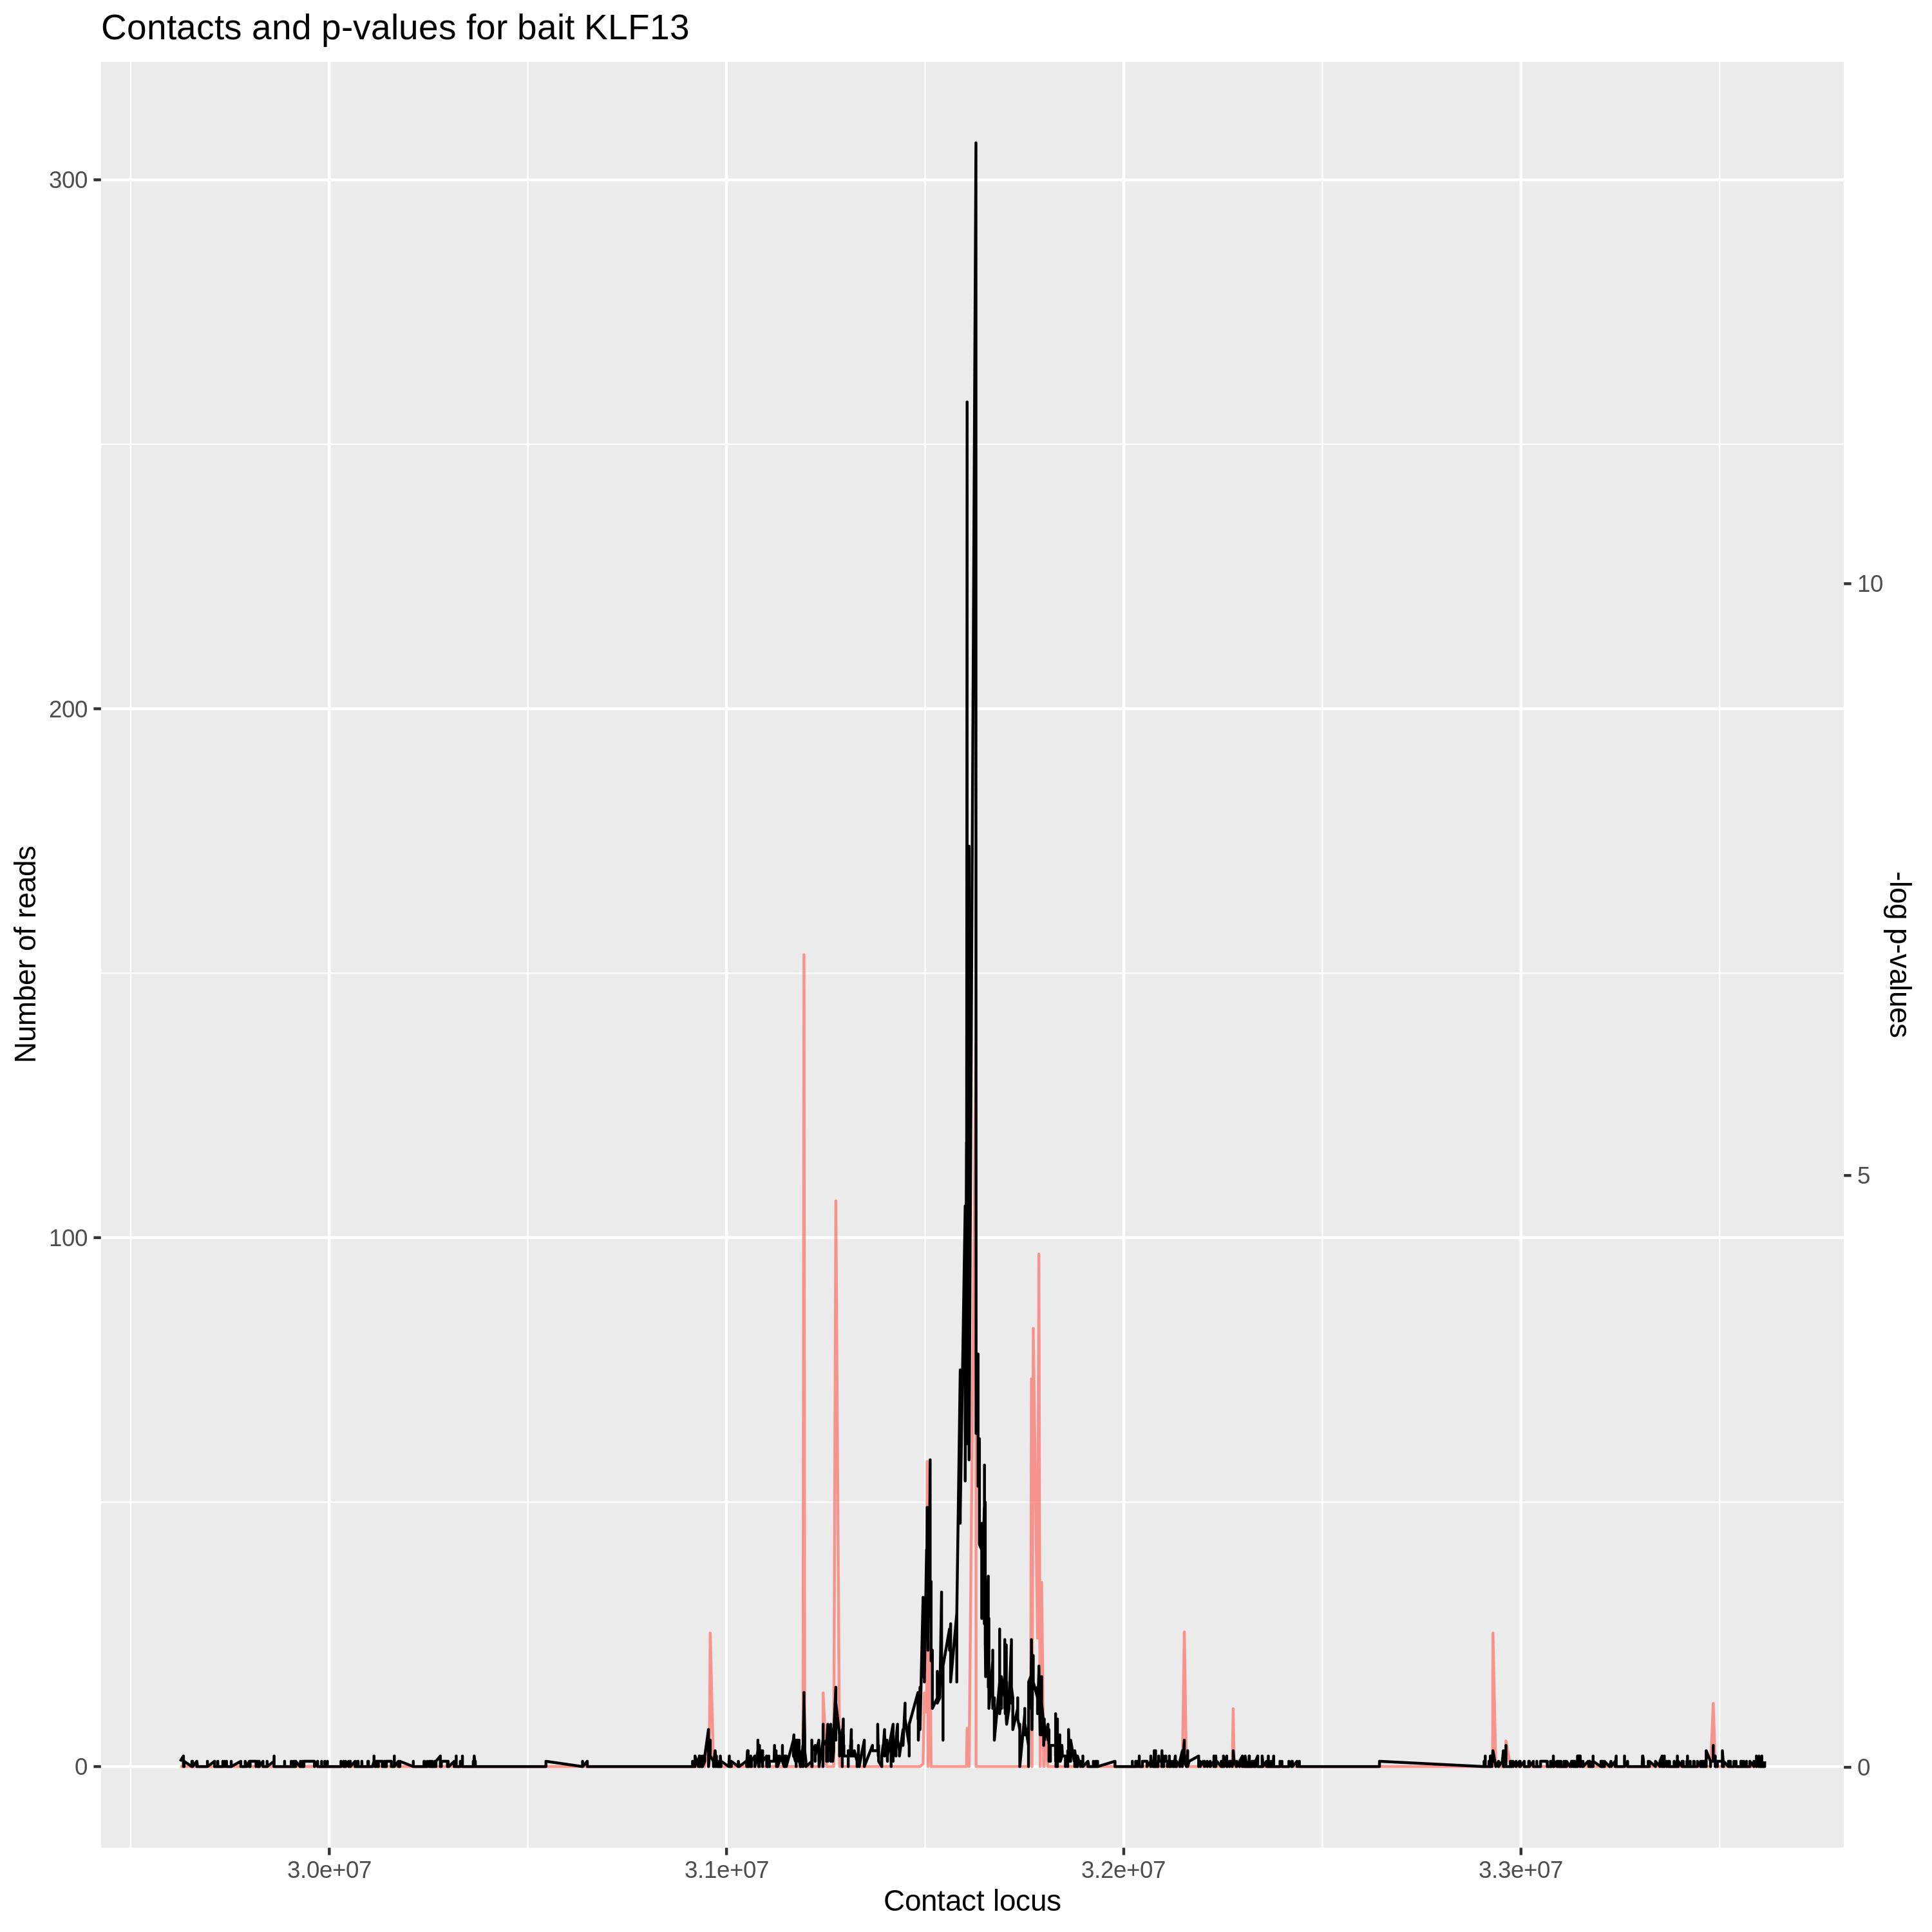 Contacts and p-values for bait KLF13
300
200
100
0
Number of reads
10
5
0
-log p-values
3.0e+07
3.1e+07
3.2e+07
3.3e+07
Contact locus